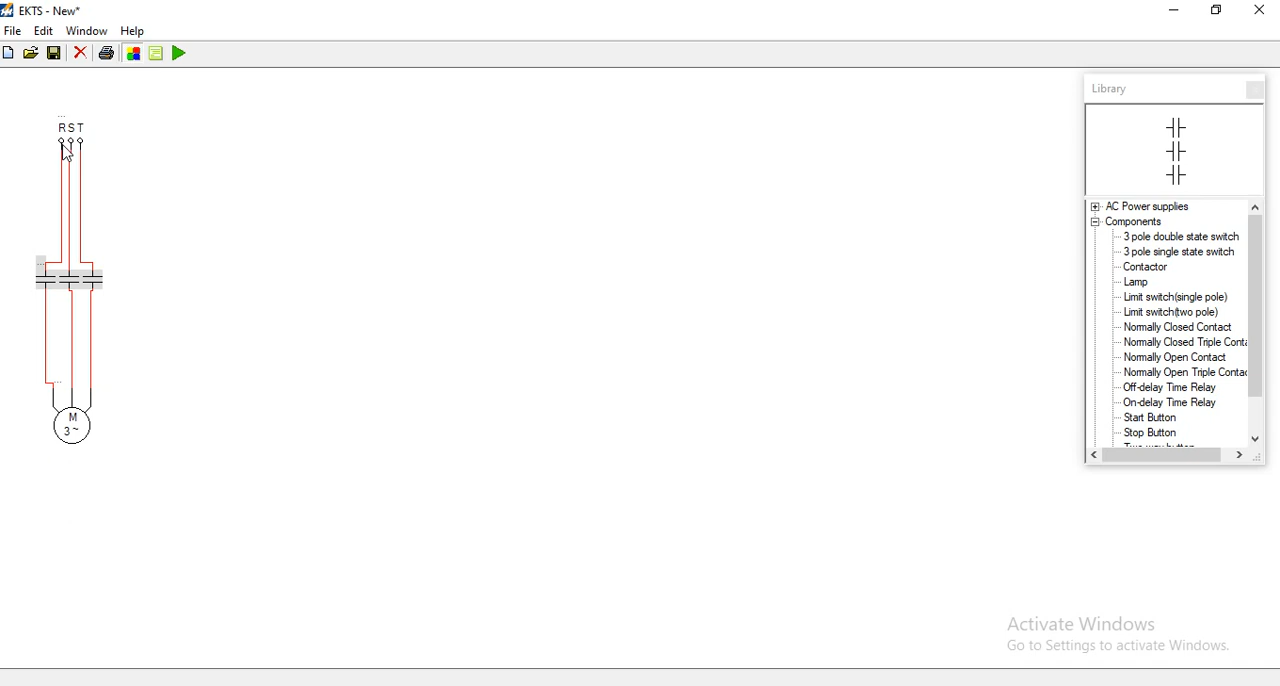 EKTS - New*
File Edit Window Help
...
R S T
...
...
M
3 ~
Library
AC Power supplies
Components
3 pole double state switch
3 pole single state switch
Contactor
Lamp
Limit switch(single pole)
Limit switch(two pole)
Normally Closed Contact
Normally Closed Triple Conta
Normally Open Contact
Normally Open Triple Contac
Off-delay Time Relay
On-delay Time Relay
Start Button
Stop Button
Activate Windows
Go to Settings to activate Windows.